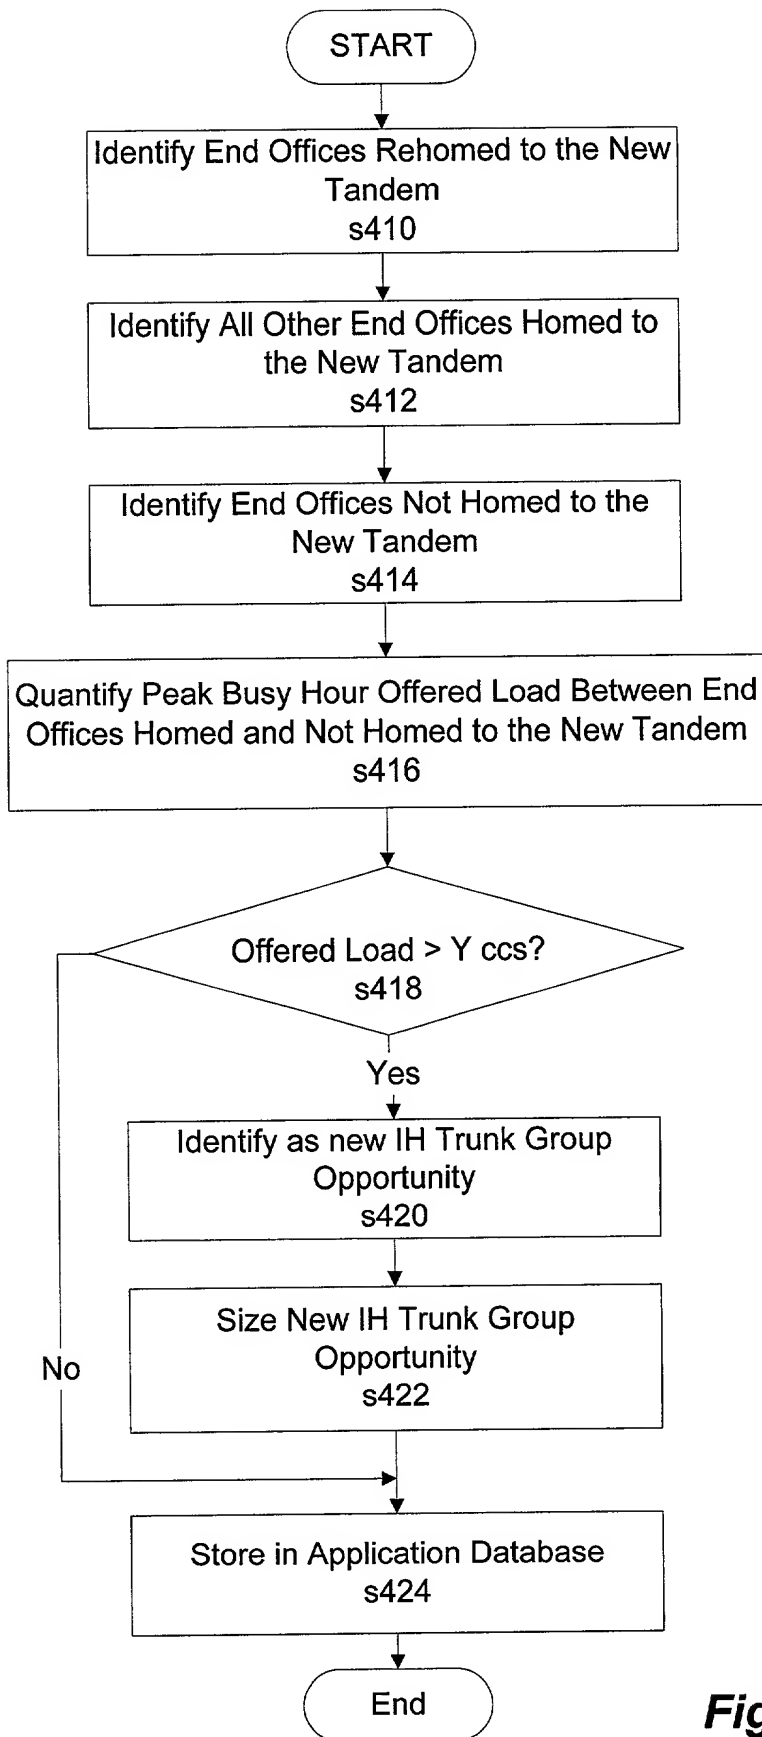 START
Identify End Offices Rehomed to the New
Tandem
s410
Identify All Other End Offices Homed to
the New Tandem
s412
Identify End Offices Not Homed to the
New Tandem
s414
Quantify Peak Busy Hour Offered Load Between End
Offices Homed and Not Homed to the New Tandem
s416
Offered Load > Y ccs?
s418
Yes
Identify as new IH Trunk Group
Opportunity
s420
Size New IH Trunk Group
Opportunity
s422
No
Store in Application Database
s424
End
Fig